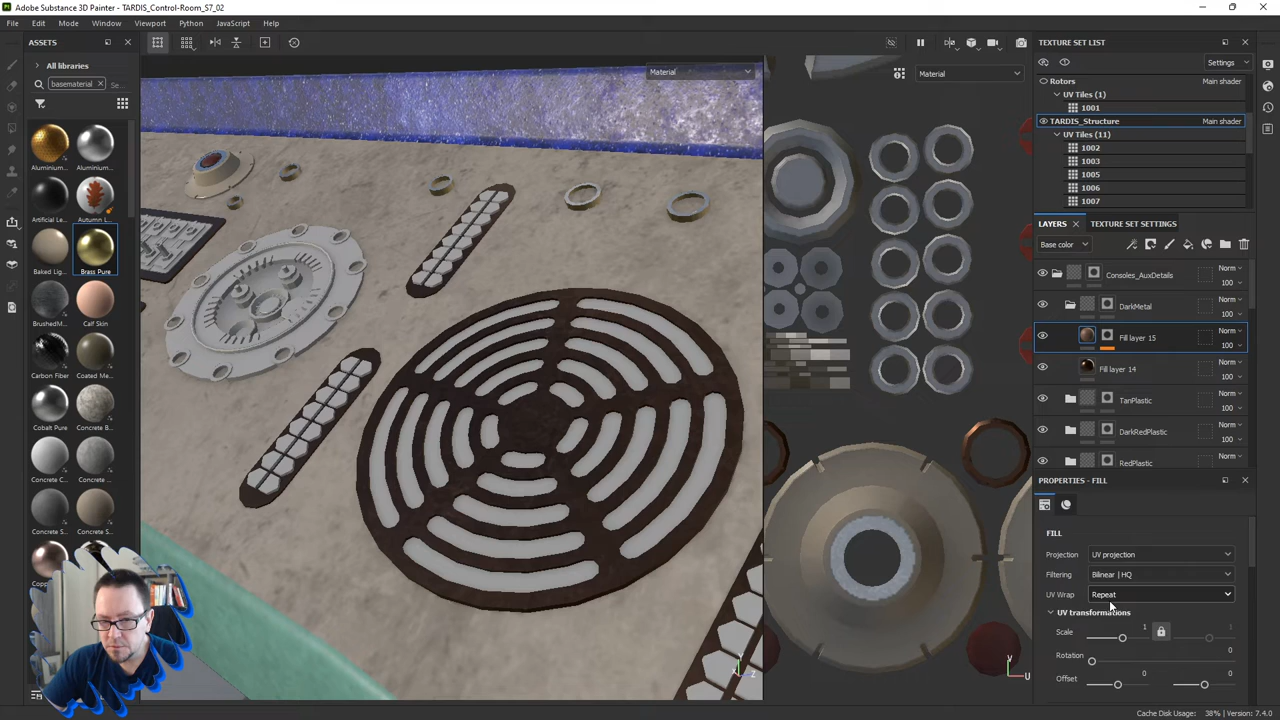 Adobe Substance 3D Painter - TARDIS_Control-Room_S7_02
File Edit Mode Window Viewport Python JavaScript Help
ASSETS
All libraries
basematerial
Se...
Aluminium...
Aluminium...
Artificial Le...
Autumn L...
Baked Lig...
Brass Pure
BrushedM...
Calf Skin
Carbon Fiber
Coated Me...
Cobalt Pure
Concrete B...
Concrete C...
Concrete ...
Concrete S...
Concrete S...
Copp
Material
Material
TEXTURE SET LIST
Settings
Rotors Main shader
UV Tiles (1)
1001
TARDIS_Structure Main shader
UV Tiles (11)
1002
1003
1005
1006
1007
LAYERS TEXTURE SET SETTINGS
Base color
Consoles_AuxDetails Norm 100
DarkMetal Norm 100
Fill layer 15 Norm 100
Fill layer 14 Norm 100
TanPlastic Norm 100
DarkRedPlastic Norm 100
RedPlastic Norm
PROPERTIES - FILL
FILL
Projection UV projection
Filtering Bilinear | HQ
UV Wrap Repeat
UV transformations
Scale 1 1
Rotation 0
Offset 0 0
Y
Z
V
U
Cache Disk Usage: 38% | Version: 7.4.0